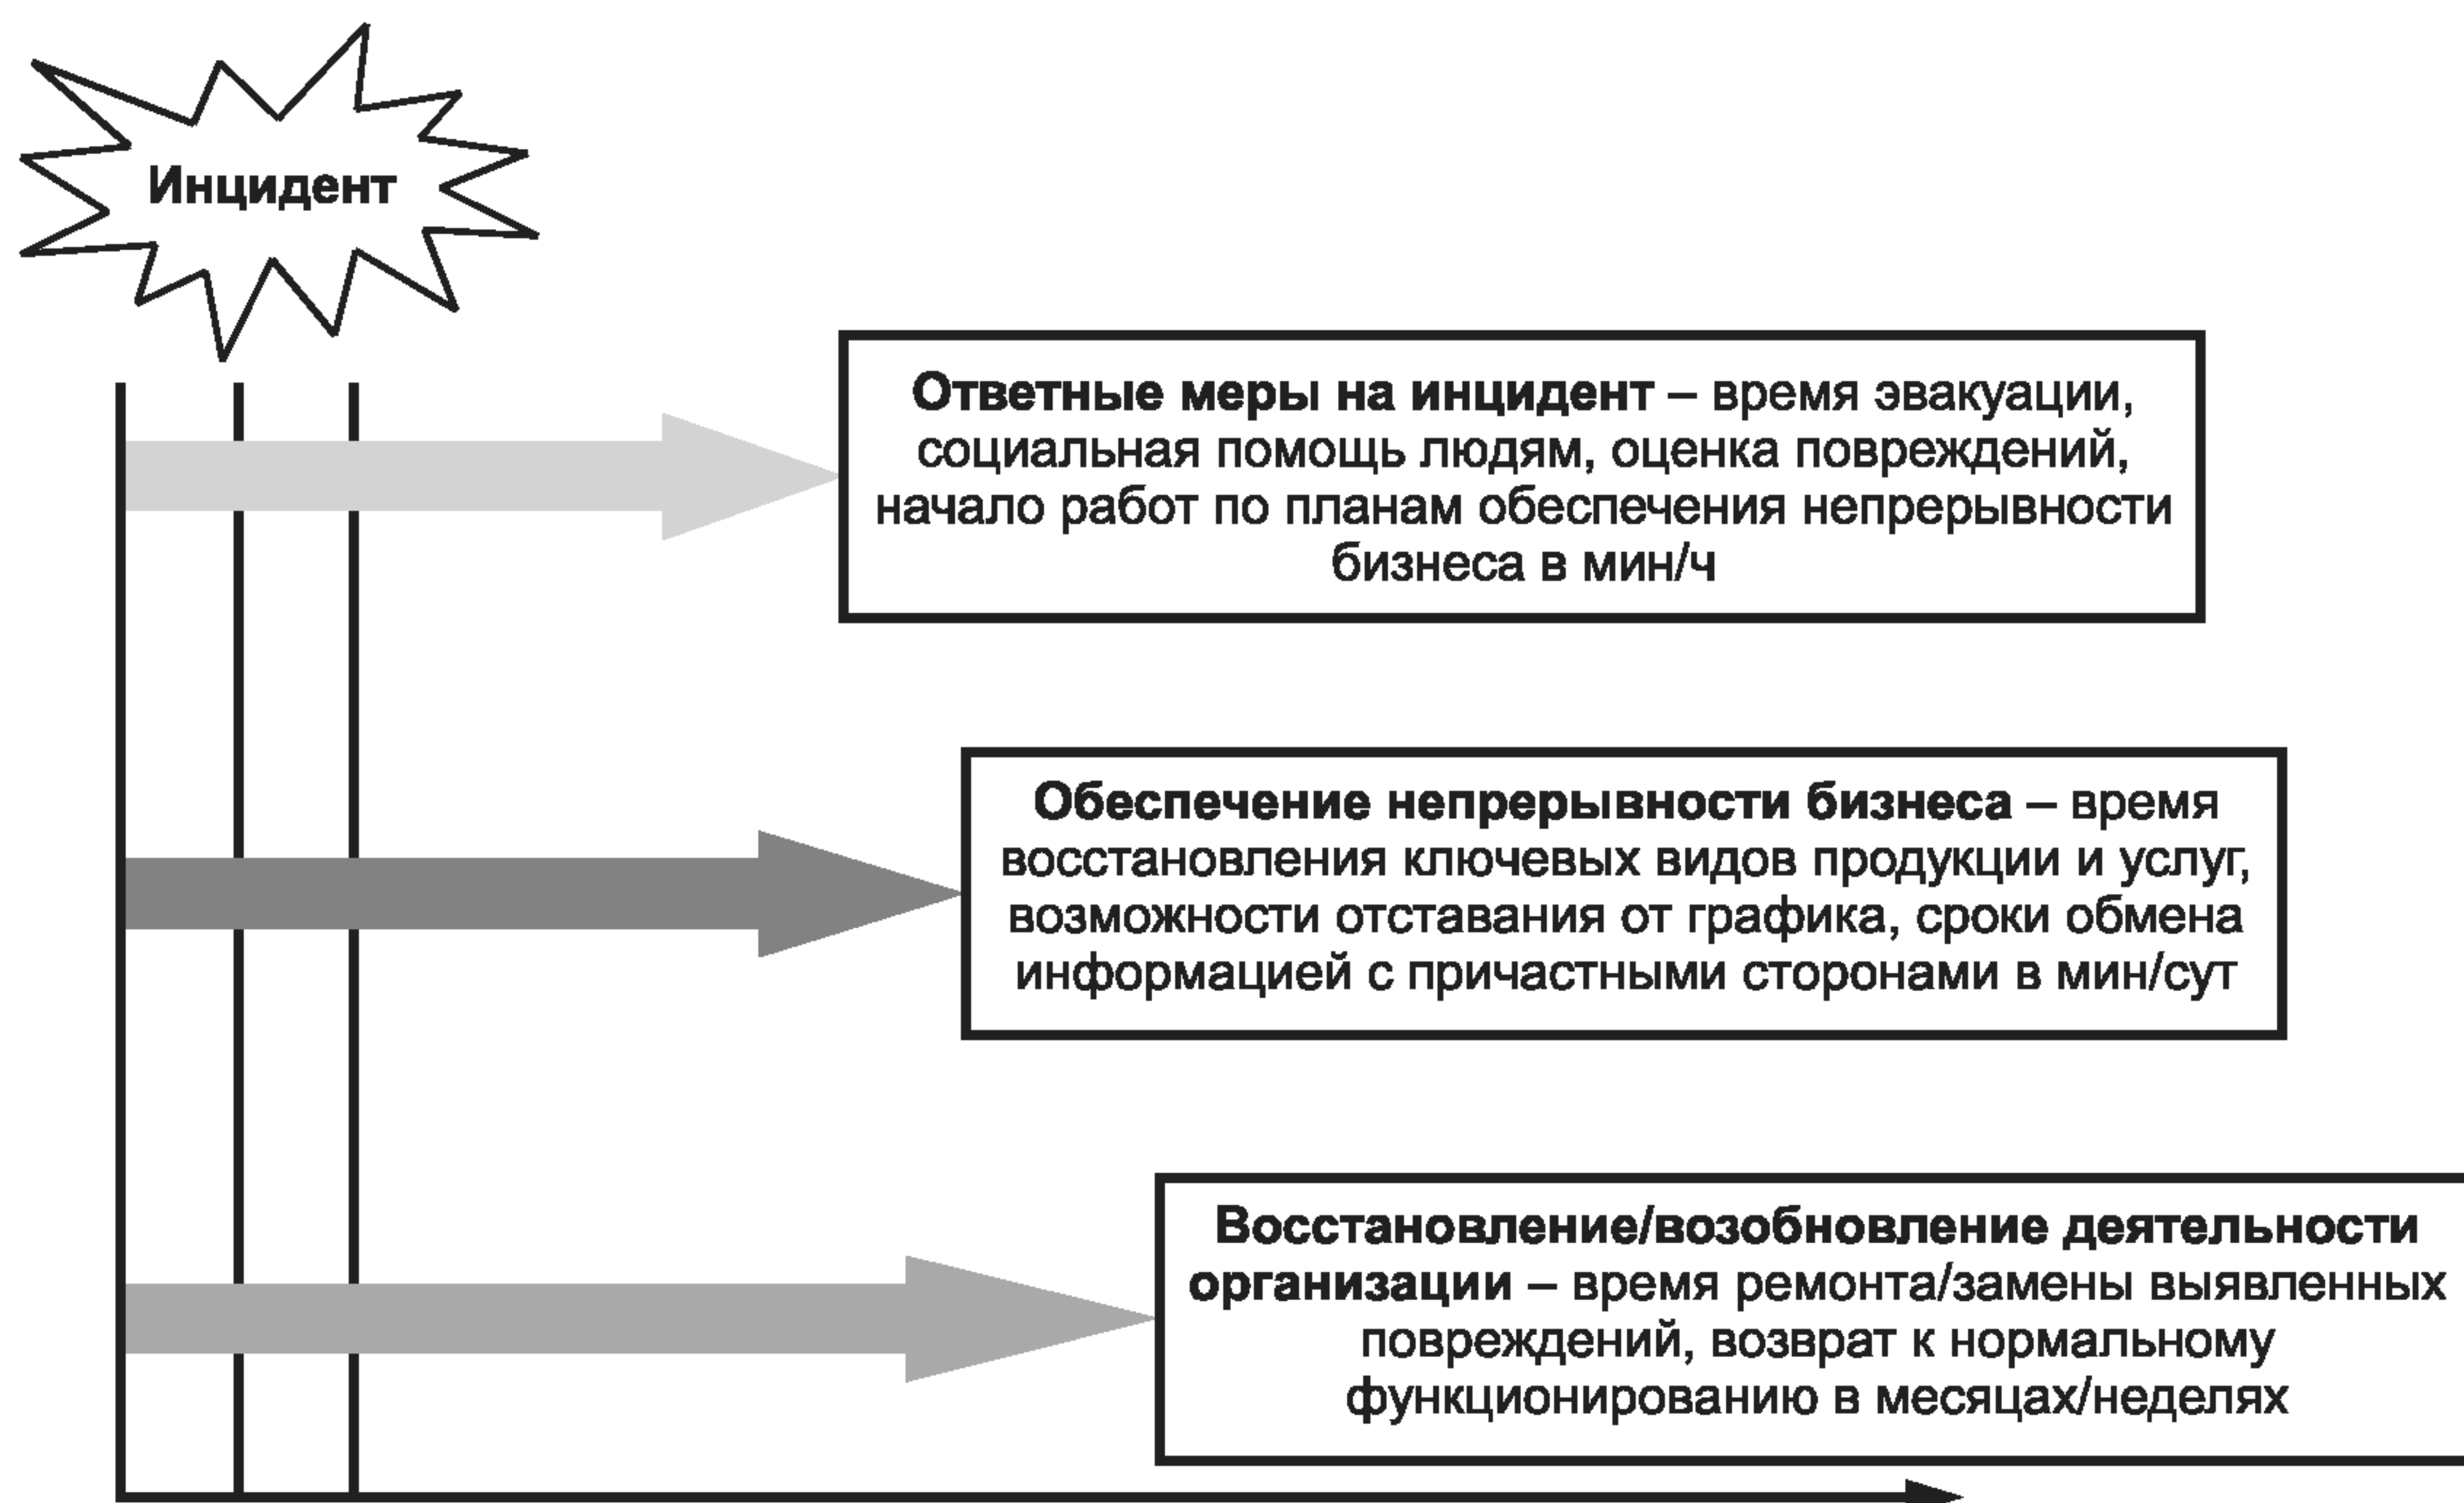 Инцидент
Ответные меры на инцидент – время эвакуации,
социальная помощь людям, оценка повреждений,
начало работ по планам обеспечения непрерывности
бизнеса в мин/ч
Обеспечение непрерывности бизнеса – время
восстановления ключевых видов продукции и услуг,
возможности отставания от графика, сроки обмена
информацией с причастными сторонами в мин/сут
Восстановление/возобновление деятельности
организации – время ремонта/замены выявленных
повреждений, возврат к нормальному
функционированию в месяцах/неделях